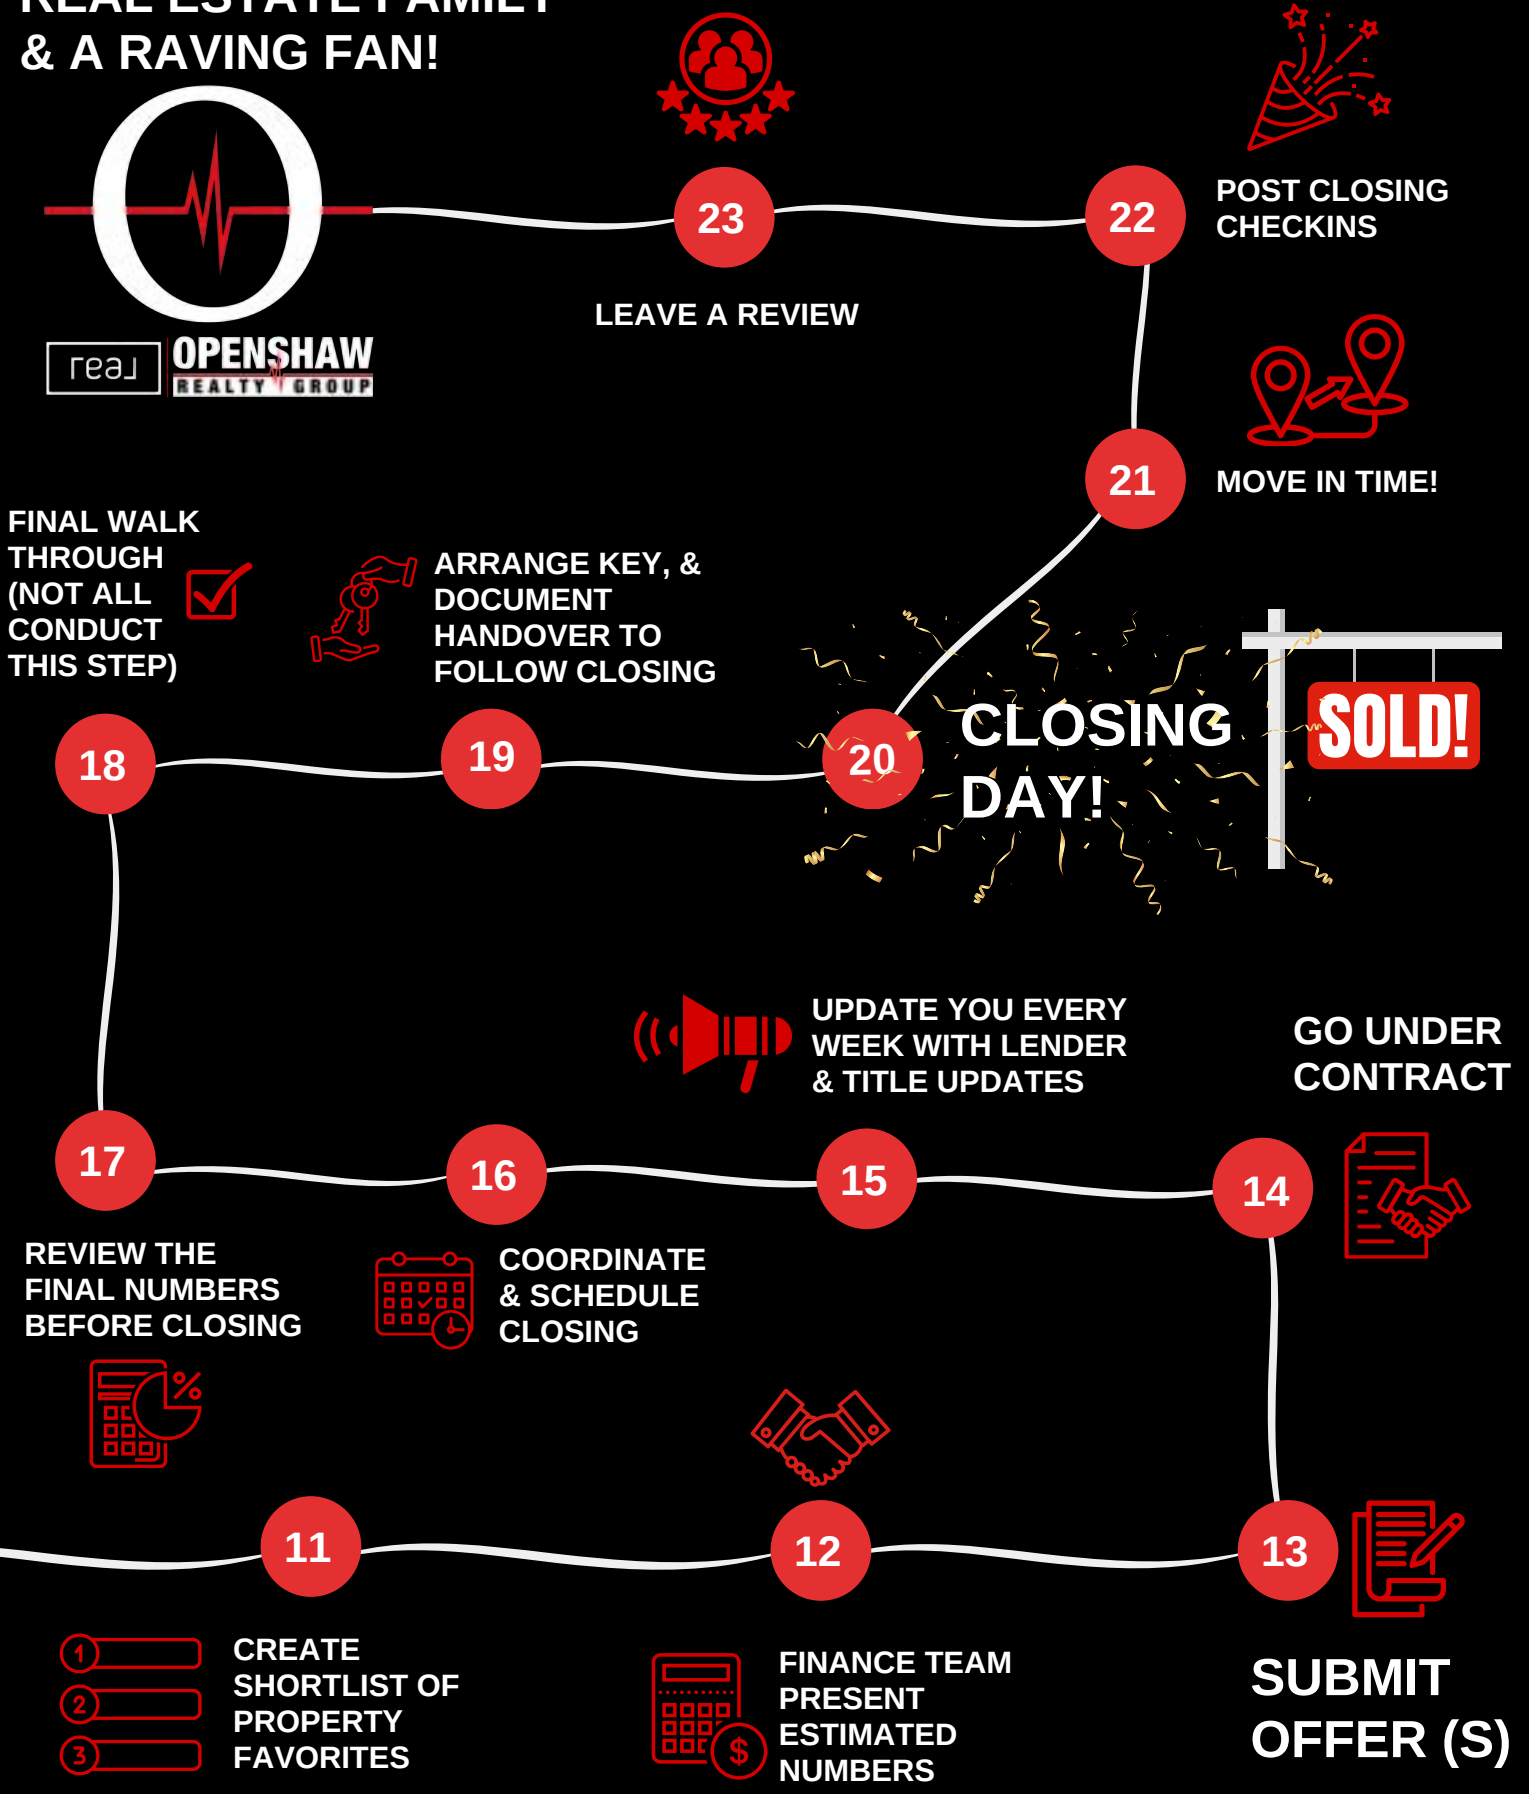 REAL ESTATE FAMILY
& A RAVING FAN!
23
22
POST CLOSING
CHECKINS
LEAVE A REVIEW
real
OPENSHAW
REALTY GROUP
21
MOVE IN TIME!
FINAL WALK
THROUGH
(NOT ALL
CONDUCT
THIS STEP)
ARRANGE KEY, &
DOCUMENT
HANDOVER TO
FOLLOW CLOSING
18
19
20
CLOSING
DAY!
SOLD!
UPDATE YOU EVERY
WEEK WITH LENDER
& TITLE UPDATES
GO UNDER
CONTRACT
17
16
15
14
REVIEW THE
FINAL NUMBERS
BEFORE CLOSING
COORDINATE
& SCHEDULE
CLOSING
%
11
12
13
1
2
3
CREATE
SHORTLIST OF
PROPERTY
FAVORITES
$
FINANCE TEAM
PRESENT
ESTIMATED
NUMBERS
SUBMIT
OFFER (S)